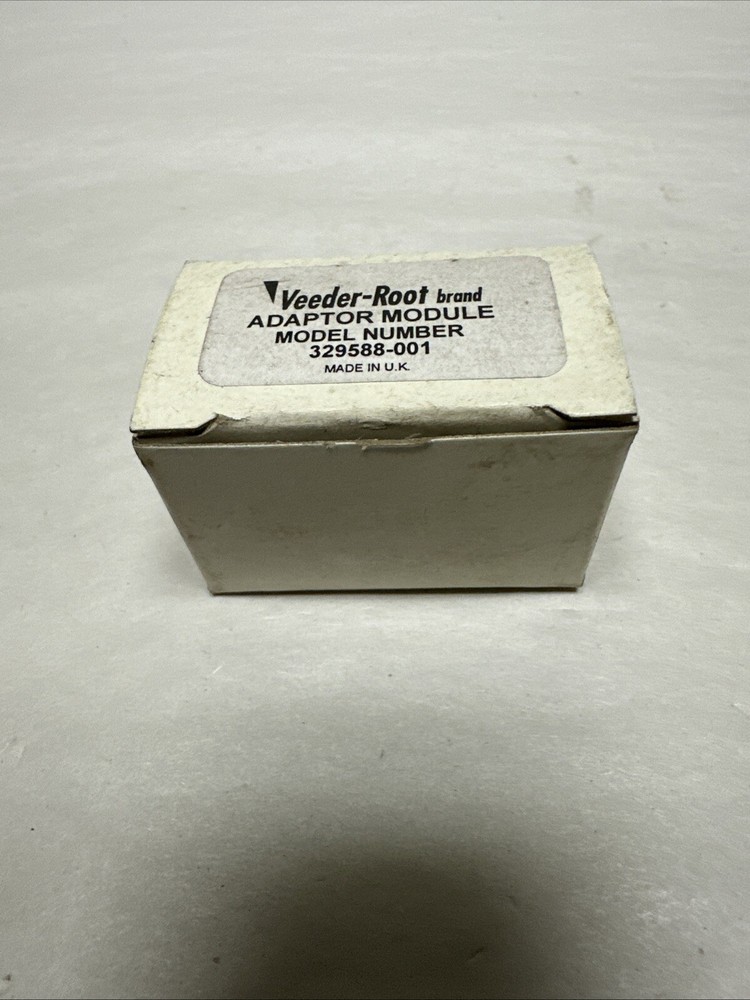 Veeder-Root brand
ADAPTOR MODULE
MODEL NUMBER
329588-001
MADE IN U.K.